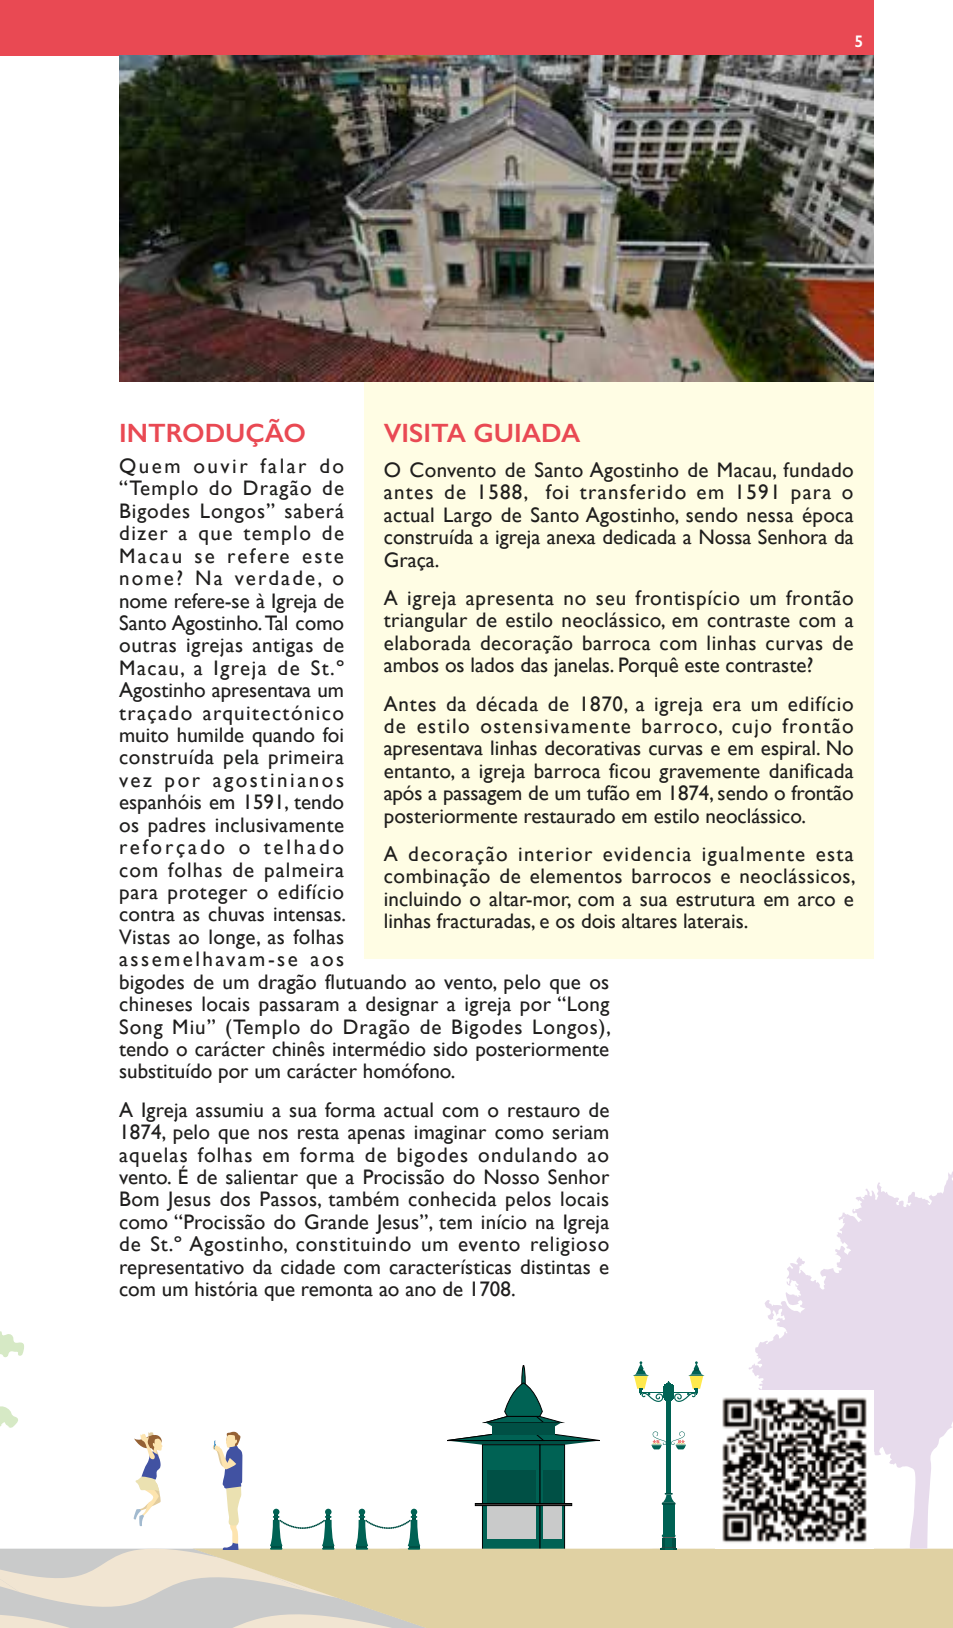 5
INTRODUÇÃO
Quem ouvir falar do
“Templo do Dragão de
Bigodes Longos” saberá
dizer a que templo de
Macau se refere este
nome? Na verdade, o
nome refere-se à Igreja de
Santo Agostinho. Tal como
outras igrejas antigas de
Macau, a Igreja de St.º
Agostinho apresentava um
traçado arquitectónico
muito humilde quando foi
construída pela primeira
vez por agostinianos
espanhóis em 1591, tendo
os padres inclusivamente
reforçado o telhado
com folhas de palmeira
para proteger o edifício
contra as chuvas intensas.
Vistas ao longe, as folhas
assemelhavam-se aos
bigodes de um dragão flutuando ao vento, pelo que os
chineses locais passaram a designar a igreja por “Long
Song Miu” (Templo do Dragão de Bigodes Longos),
tendo o carácter chinês intermédio sido posteriormente
substituído por um carácter homófono.
A Igreja assumiu a sua forma actual com o restauro de
1874, pelo que nos resta apenas imaginar como seriam
aquelas folhas em forma de bigodes ondulando ao
vento. É de salientar que a Procissão do Nosso Senhor
Bom Jesus dos Passos, também conhecida pelos locais
como “Procissão do Grande Jesus”, tem início na Igreja
de St.º Agostinho, constituindo um evento religioso
representativo da cidade com características distintas e
com um história que remonta ao ano de 1708.
VISITA GUIADA
O Convento de Santo Agostinho de Macau, fundado
antes de 1588, foi transferido em 1591 para o
actual Largo de Santo Agostinho, sendo nessa época
construída a igreja anexa dedicada a Nossa Senhora da
Graça.
A igreja apresenta no seu frontispício um frontão
triangular de estilo neoclássico, em contraste com a
elaborada decoração barroca com linhas curvas de
ambos os lados das janelas. Porquê este contraste?
Antes da década de 1870, a igreja era um edifício
de estilo ostensivamente barroco, cujo frontão
apresentava linhas decorativas curvas e em espiral. No
entanto, a igreja barroca ficou gravemente danificada
após a passagem de um tufão em 1874, sendo o frontão
posteriormente restaurado em estilo neoclássico.
A decoração interior evidencia igualmente esta
combinação de elementos barrocos e neoclássicos,
incluindo o altar-mor, com a sua estrutura em arco e
linhas fracturadas, e os dois altares laterais.